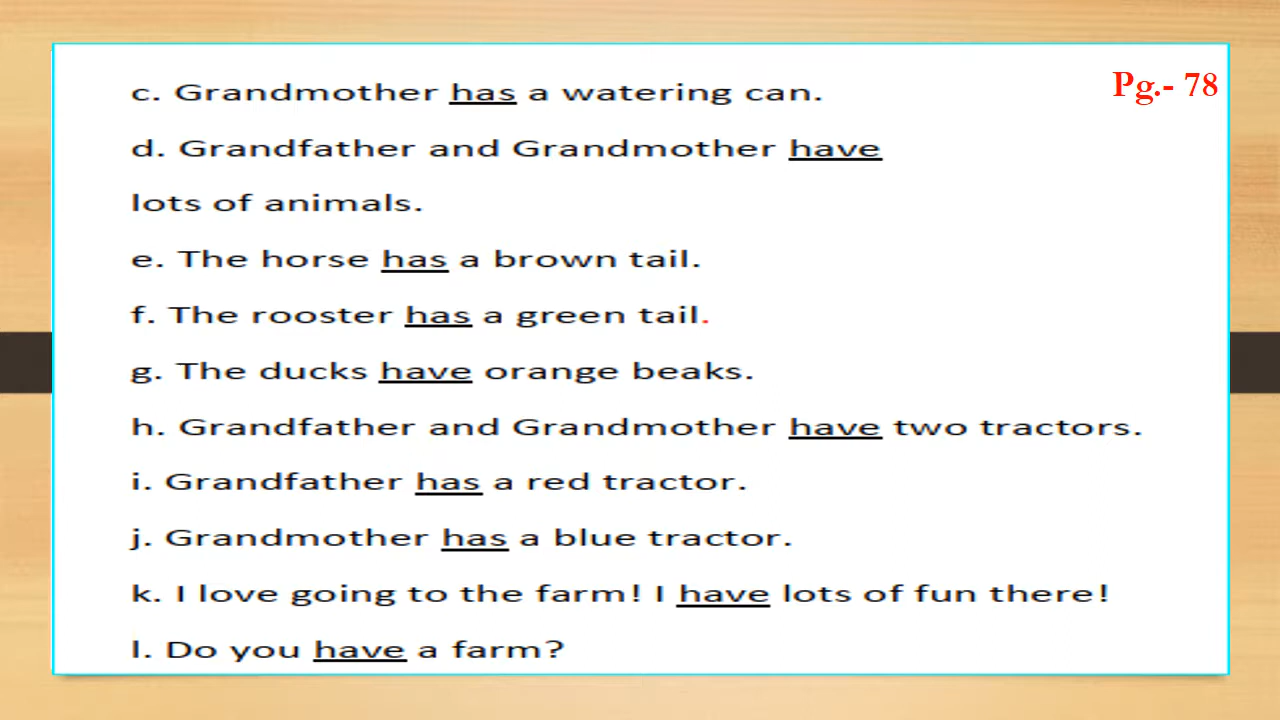 Pg.- 78
c. Grandmother has a watering can.
d. Grandfather and Grandmother have
lots of animals.
e. The horse has a brown tail.
f. The rooster has a green tail.
g. The ducks have orange beaks.
h. Grandfather and Grandmother have two tractors.
i. Grandfather has a red tractor.
j. Grandmother has a blue tractor.
k. I love going to the farm! I have lots of fun there!
l. Do you have a farm?